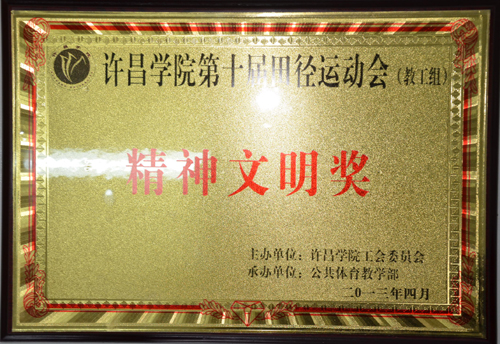 许昌学院第十届田径运动会（教工组）
精神文明奖
主办单位：许昌学院工会委员会
承办单位：公共体育教学部
二0一三年四月